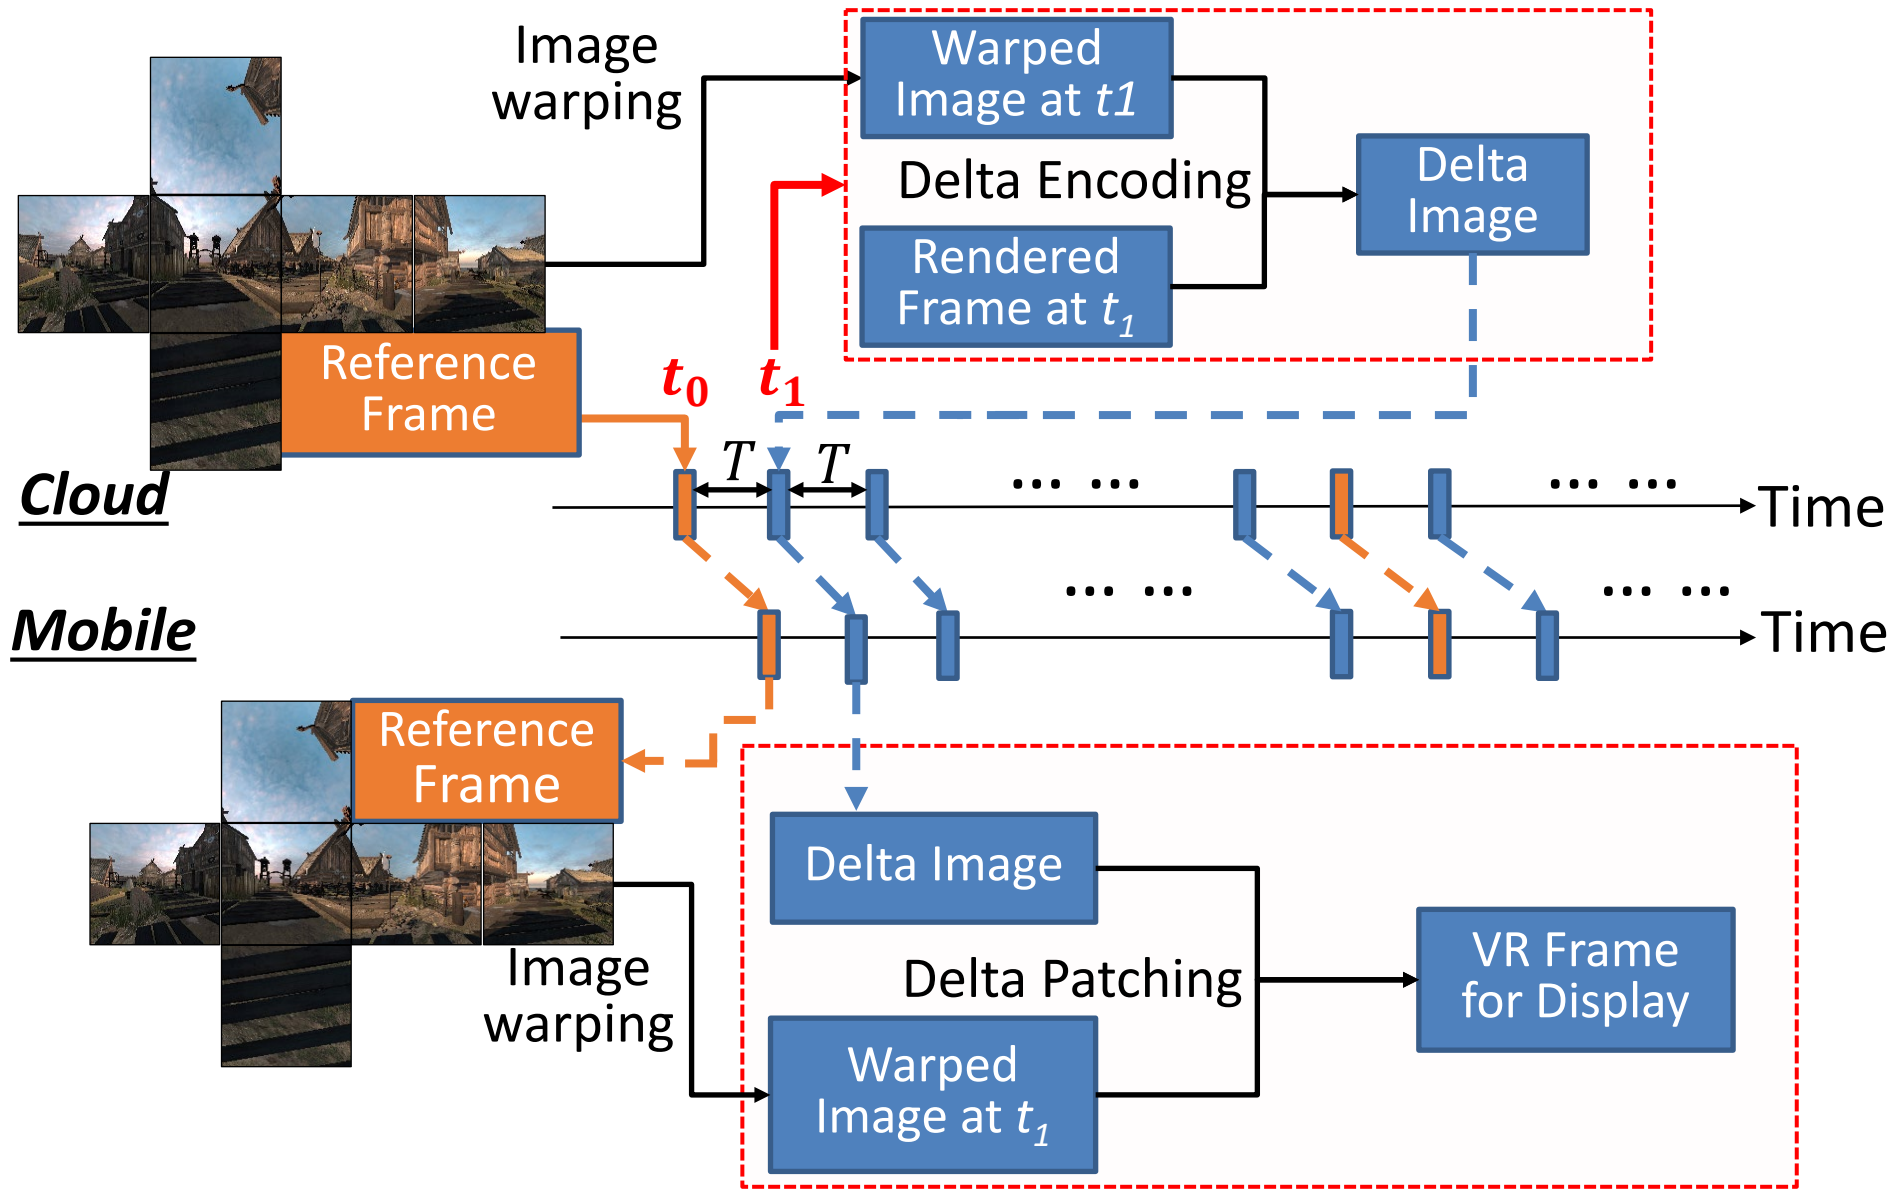 Image
warping
Warped
Image at t1
Delta Encoding
Rendered
Frame at t1
Delta
Image
Reference
Frame
t0
t1
T
T
Cloud
... ...
... ...
Time
Mobile
... ...
... ...
Time
Reference
Frame
Image
warping
Delta Image
Delta Patching
Warped
Image at t1
VR Frame
for Display